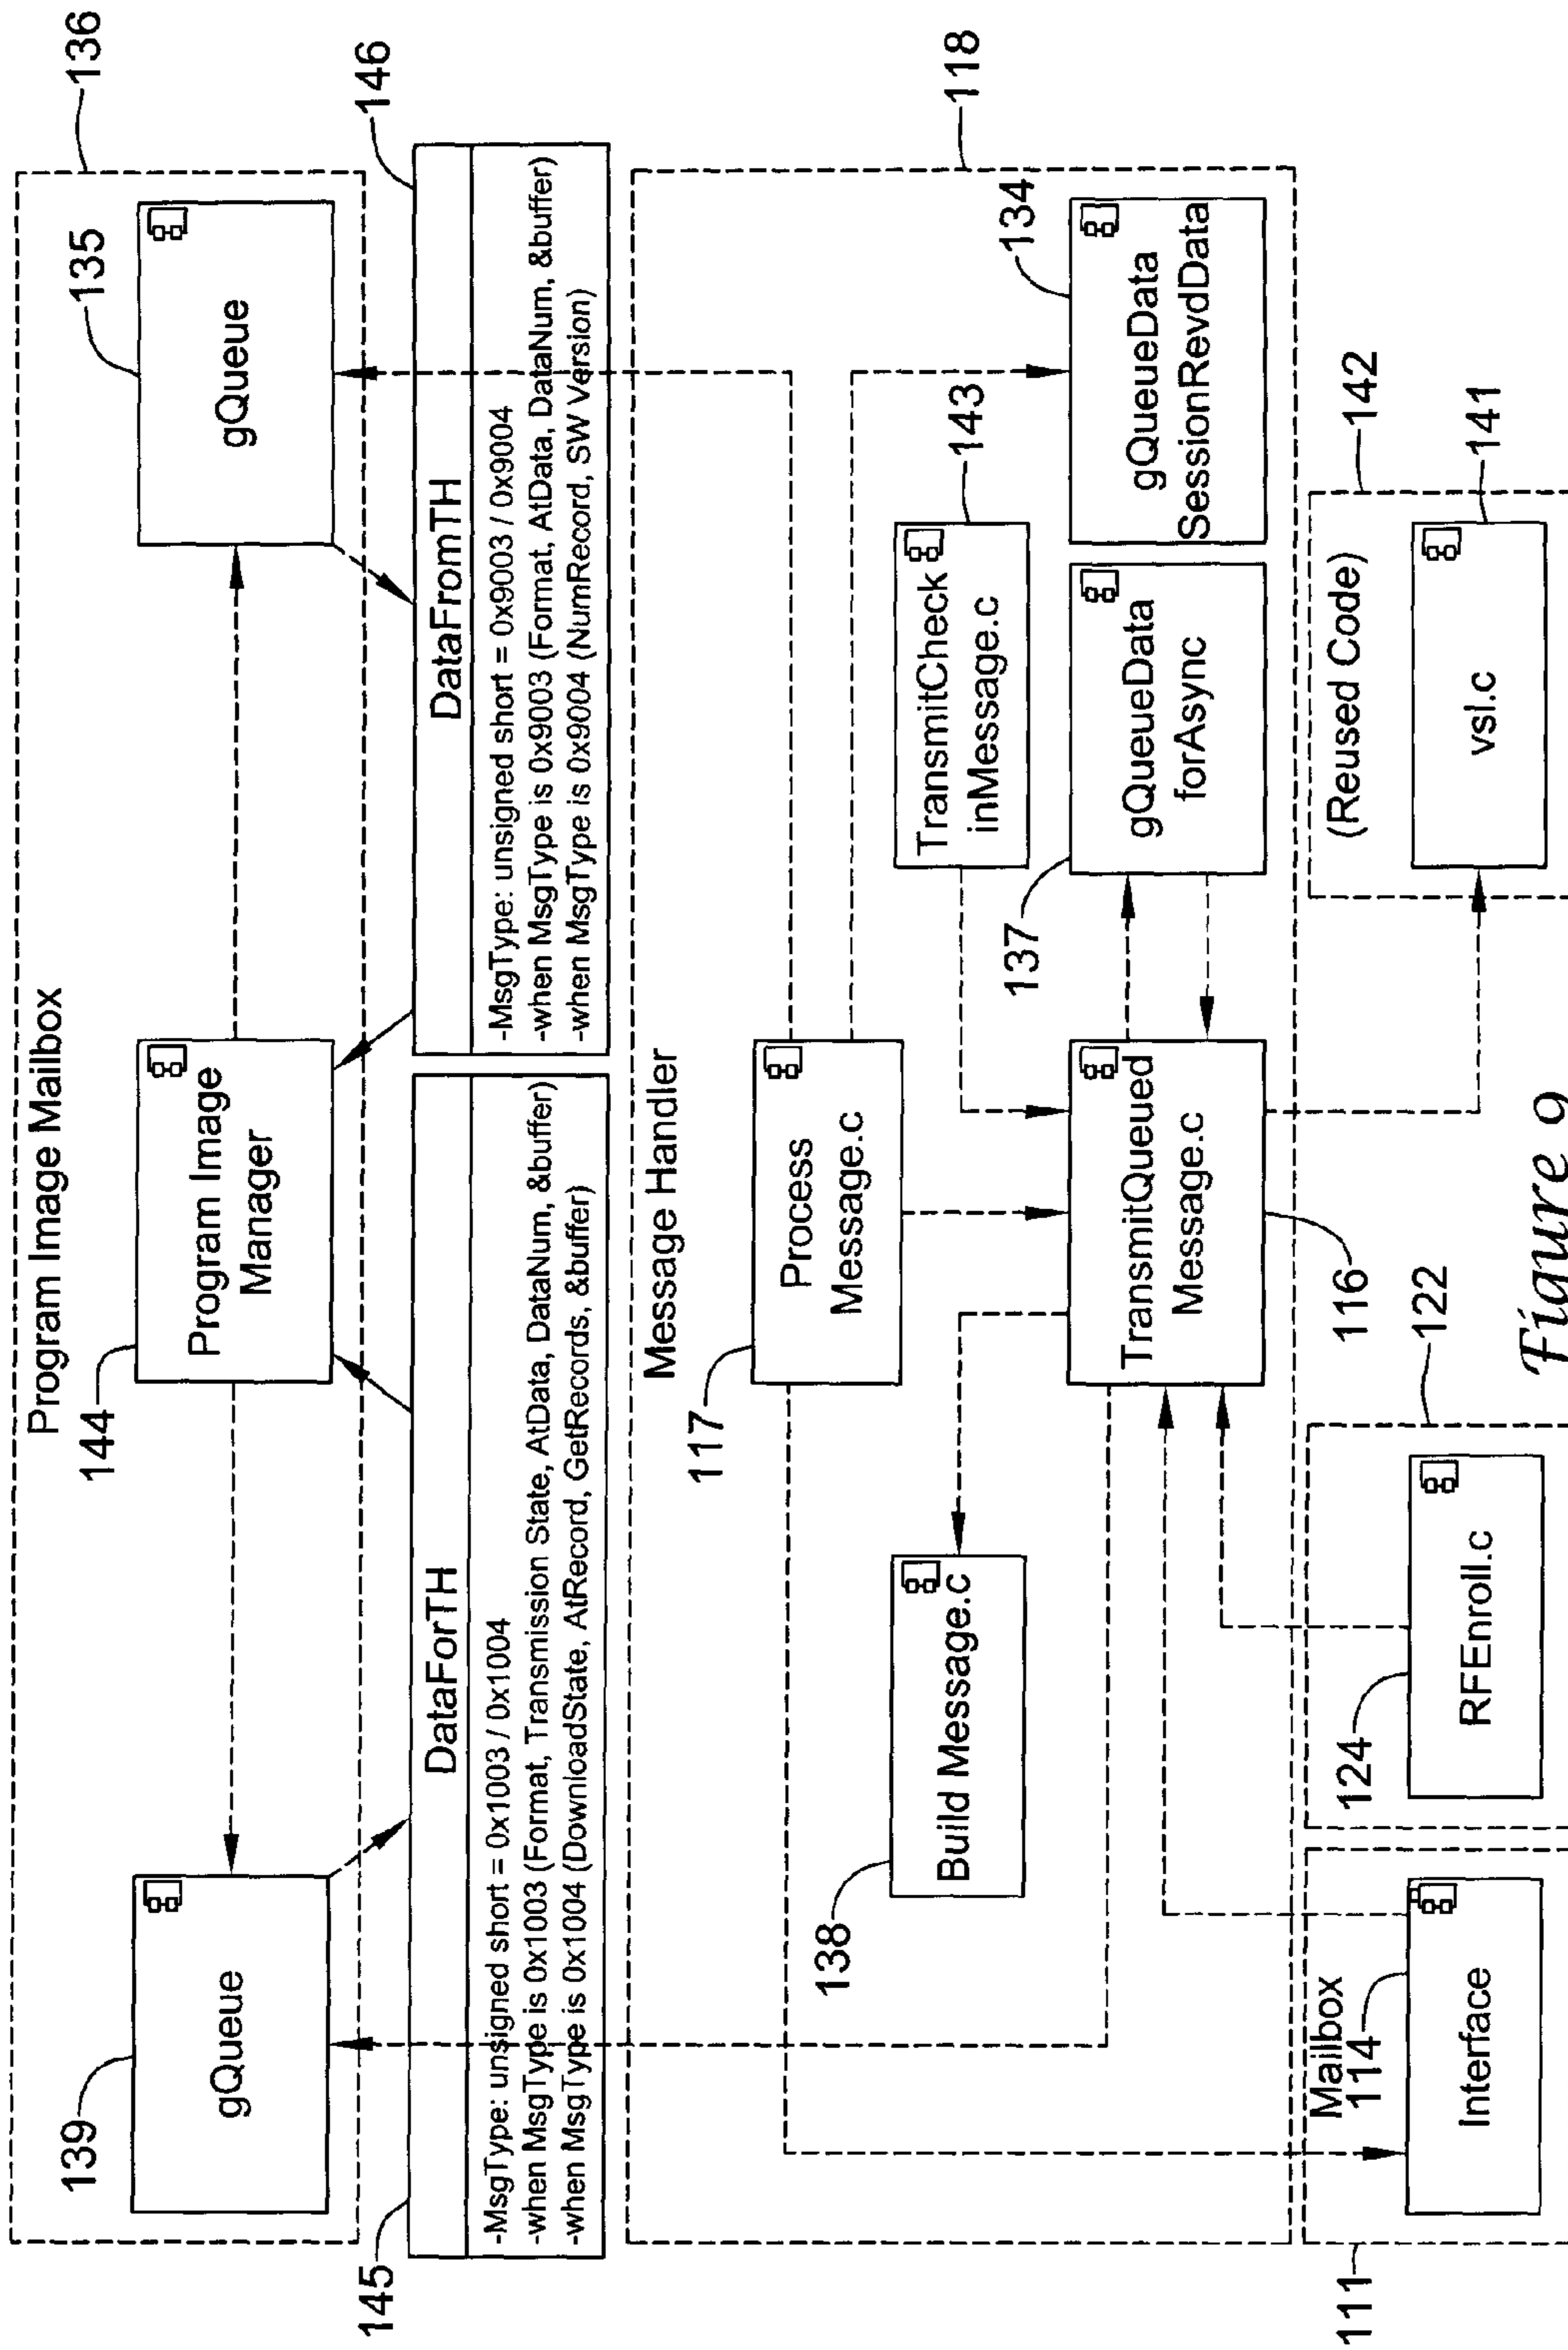 Program Image Mailbox
136
139
gQueue
144
Program Image
Manager
135
gQueue
145
DataForTH
-MsgType: unsigned short = 0x1003 / 0x1004
-when MsgType is 0x1003 (Format, Transmission State, AtData, DataNum, &buffer)
-when MsgType is 0x1004 (DownloadState, AtRecord, GetRecords, &buffer)
146
DataFromTH
-MsgType: unsigned short = 0x9003 / 0x9004
-when MsgType is 0x9003 (Format, AtData, DataNum, &buffer)
-when MsgType is 0x9004 (NumRecord, SW Version)
Message Handler
118
117
Process
Message.c
138
Build Message.c
143
TransmitCheck
inMessage.c
116
TransmitQueued
Message.c
137
gQueueData
forAsync
134
gQueueData
SessionRevdData
111
Mailbox
114
Interface
122
124
RFEnroll.c
142
(Reused Code)
141
vsl.c
Figure 9